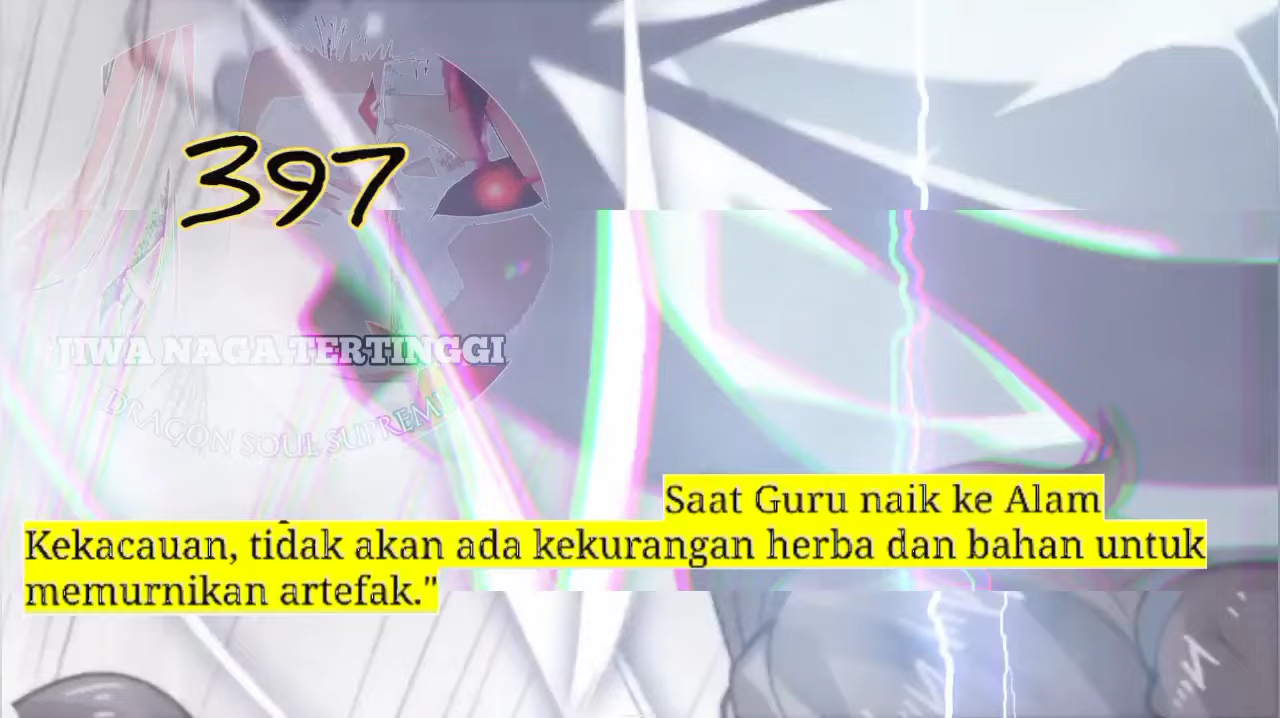 397
JIWA NAGA TERTINGGI
DRAGON SOUL SUPREME
Saat Guru naik ke Alam
Kekacauan, tidak akan ada kekurangan herba dan bahan untuk
memurnikan artefak."